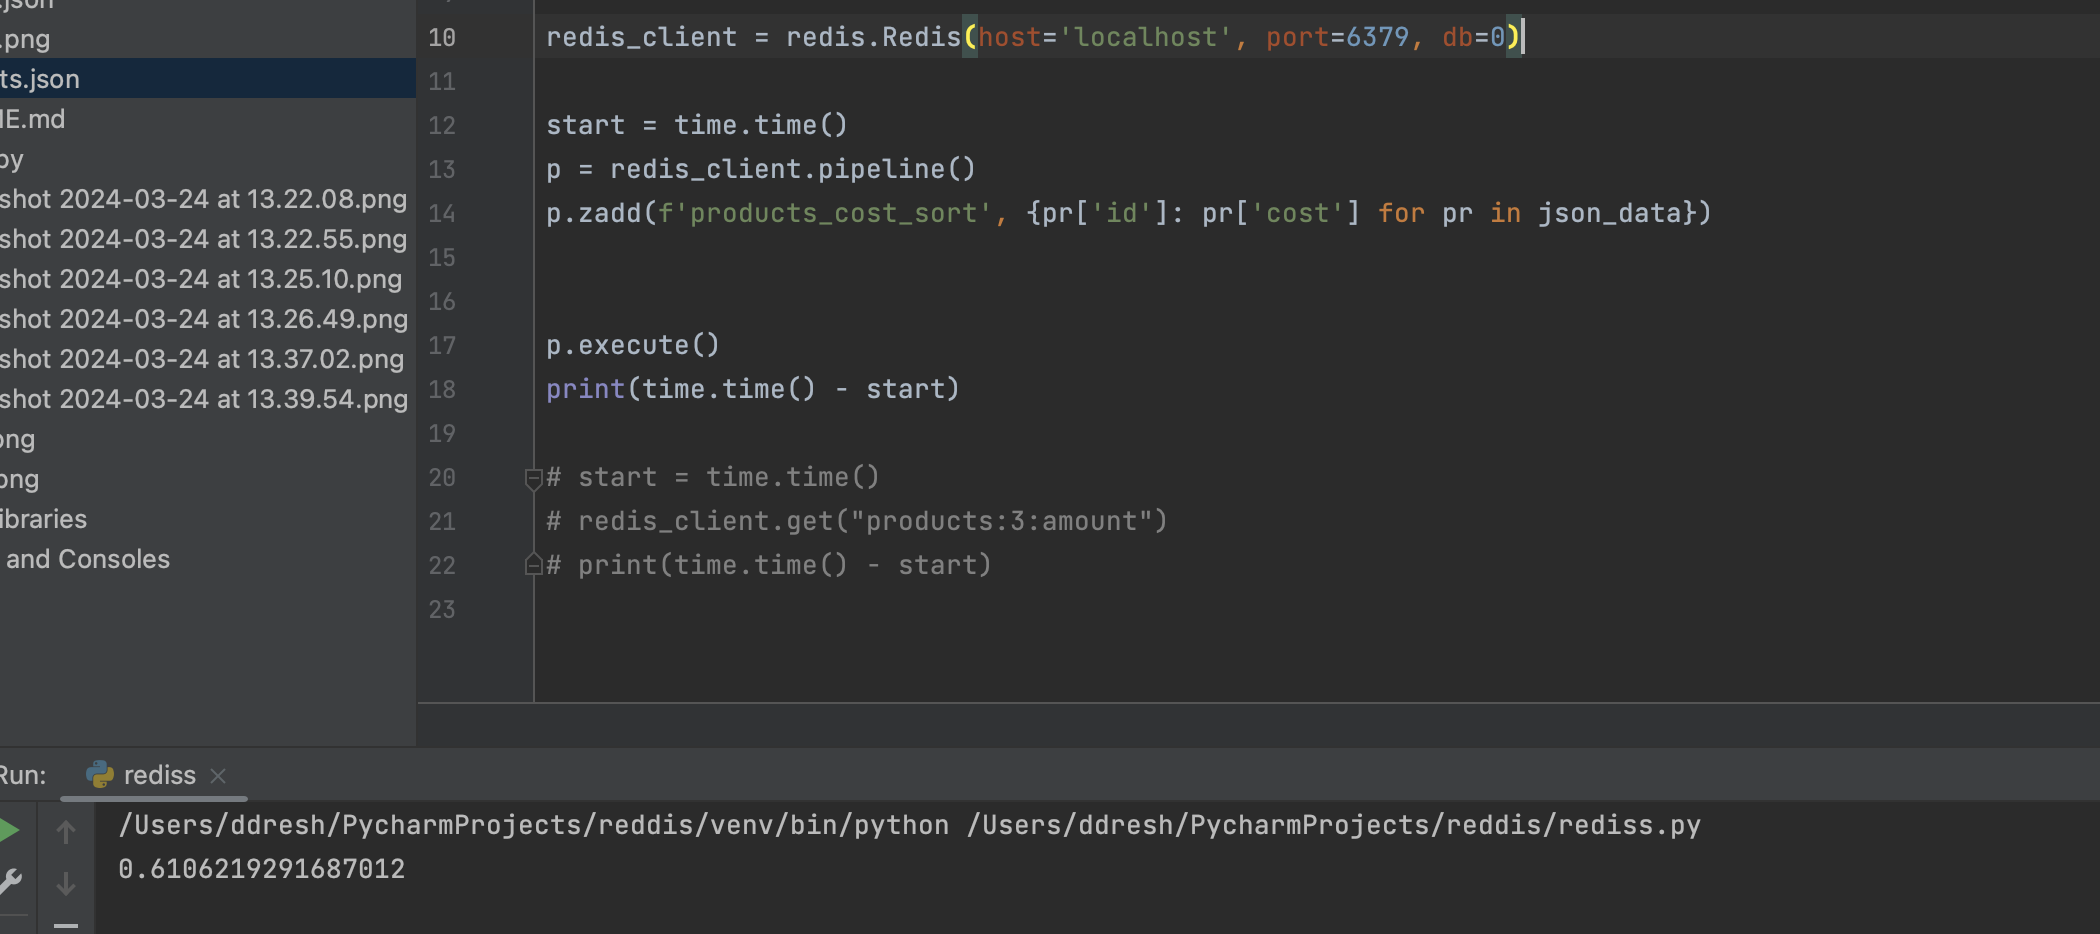 .json
.png
ts.json
IE.md
py
shot 2024-03-24 at 13.22.08.png
shot 2024-03-24 at 13.22.55.png
shot 2024-03-24 at 13.25.10.png
shot 2024-03-24 at 13.26.49.png
shot 2024-03-24 at 13.37.02.png
shot 2024-03-24 at 13.39.54.png
png
png
ibraries
and Consoles
10 redis_client = redis.Redis(host='localhost', port=6379, db=0)
11
12 start = time.time()
13 p = redis_client.pipeline()
14 p.zadd(f'products_cost_sort', {pr['id']: pr['cost'] for pr in json_data})
15
16
17 p.execute()
18 print(time.time() - start)
19
20 # start = time.time()
21 # redis_client.get("products:3:amount")
22 # print(time.time() - start)
23
Run: rediss
/Users/ddresh/PycharmProjects/reddis/venv/bin/python /Users/ddresh/PycharmProjects/reddis/rediss.py
0.6106219291687012